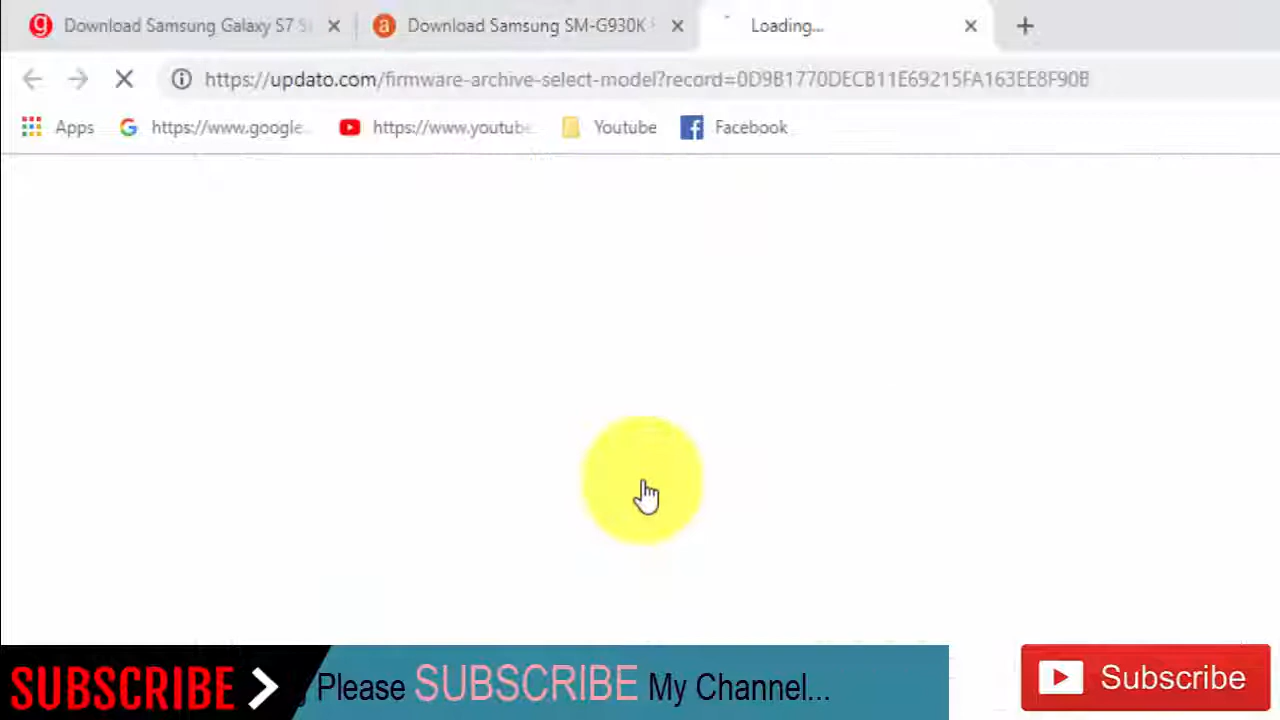 Download Samsung Galaxy S7 Download Samsung SM-G930K Loading...
https://updato.com/firmware-archive-select-model?record=0D9B1770DECB11E69215FA163EE8F90B
Apps https://www.google. https://www.youtube Youtube Facebook
SUBSCRIBE Please SUBSCRIBE My Channel... Subscribe